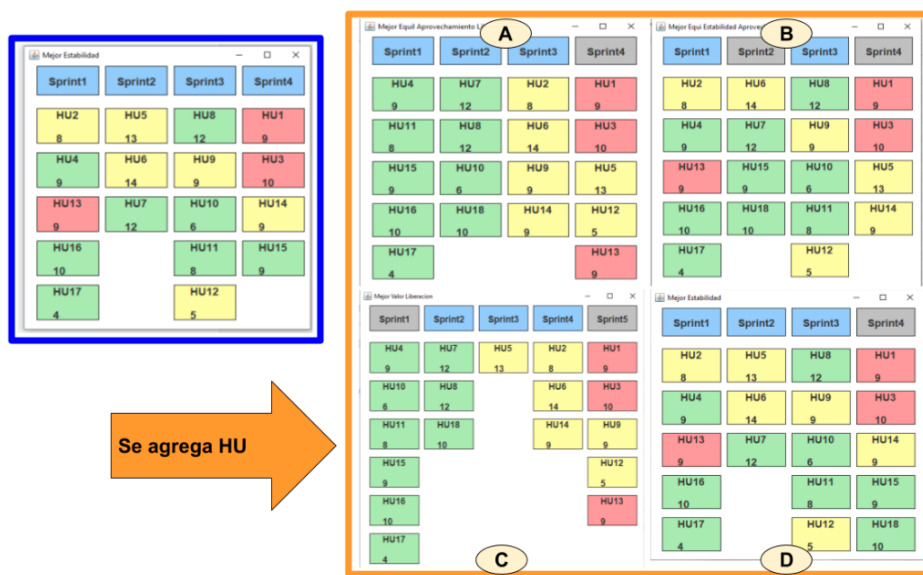 Mejor Estabilidad
Sprint1 Sprint2 Sprint3 Sprint4
HU2 HU5 HU8 HU1
8 13 12 9
HU4 HU6 HU9 HU3
9 14 9 10
HU13 HU7 HU10 HU14
9 12 6 9
HU16 HU11 HU15
10 8 9
HU17 HU12
4 5
Se agrega HU
Mejor Equil Aprovechamiento
A
Sprint1 Sprint2 Sprint3 Sprint4
HU4 HU7 HU2 HU1
9 12 8 9
HU11 HU8 HU6 HU3
8 12 14 10
HU15 HU10 HU9 HU5
9 6 9 13
HU16 HU18 HU14 HU12
10 10 9 5
HU17 HU13
4 9
Mejor Equi Estabilidad
B
Sprint1 Sprint2 Sprint3 Sprint4
HU2 HU6 HU8 HU1
8 14 12 9
HU4 HU7 HU9 HU3
9 12 9 10
HU13 HU15 HU10 HU5
9 9 6 13
HU16 HU18 HU11 HU14
10 10 8 9
HU17 HU12
4 5
Mejor Valor Liberacion
Sprint1 Sprint2 Sprint3 Sprint4 Sprint5
HU4 HU7 HU5 HU2 HU1
9 12 13 8 9
HU10 HU8 HU6 HU3
6 12 14 10
HU11 HU18 HU14 HU9
8 10 9 9
HU15 HU12
9 5
HU16 HU13
10 9
HU17
4
C
Mejor Estabilidad
Sprint1 Sprint2 Sprint3 Sprint4
HU2 HU5 HU8 HU1
8 13 12 9
HU4 HU6 HU9 HU3
9 14 9 10
HU13 HU7 HU10 HU14
9 12 6 9
HU16 HU11 HU15
10 8 9
HU17 HU12 HU18
4 5 10
D